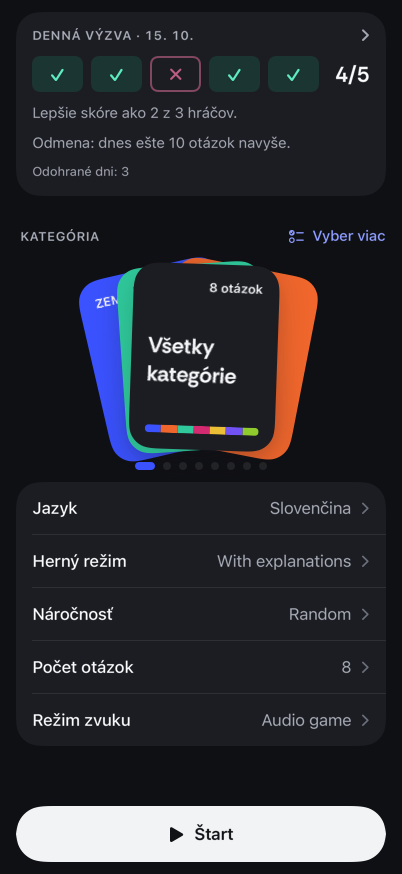 DENNÁ VÝZVA · 15. 10.
4/5
Lepšie skóre ako 2 z 3 hráčov.
Odmena: dnes ešte 10 otázok navyše.
Odohrané dni: 3
KATEGÓRIA
Vyber viac
8 otázok
Všetky
kategórie
Jazyk Slovenčina
Herný režim With explanations
Náročnosť Random
Počet otázok 8
Režim zvuku Audio game
Štart